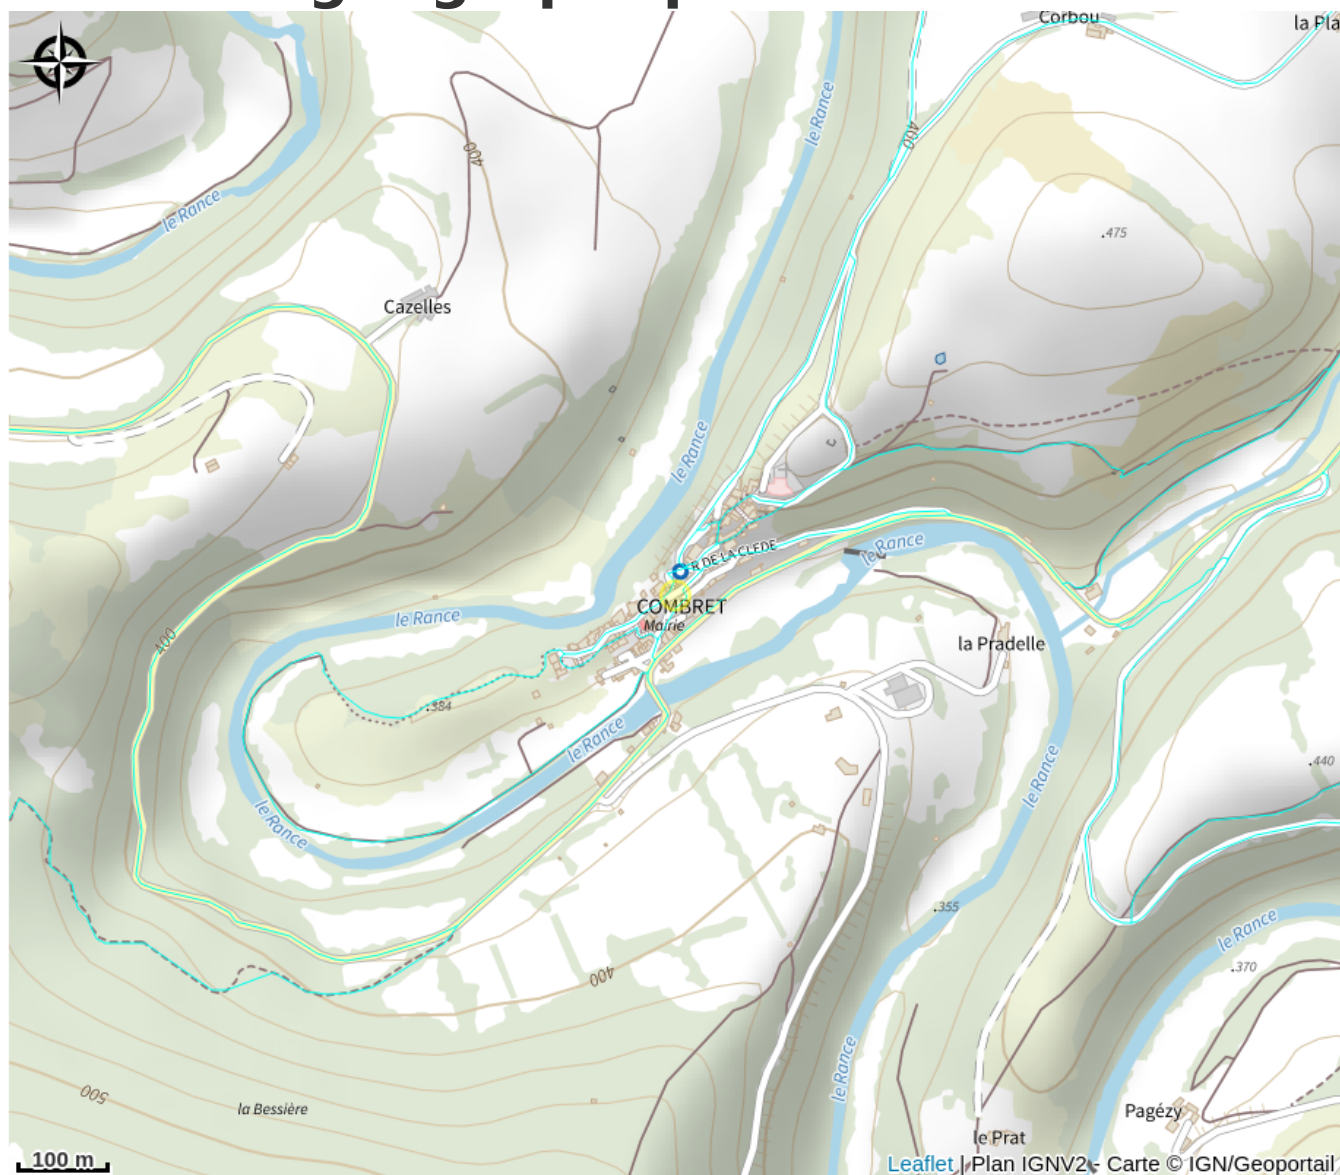 Corbou
la Pla
le Rance
400
400
le Rance
.475
Cazelles
le Rance
R DE LA CLEDE
le Rance
COMBRET
le Rance
Mairie
400
la Pradelle
.384
le Rance
le Rance
.440
le Rance
.355
le Rance
400
.370
le Rance
500
la Bessière
Pagézy
le Prat
100 m
Leaflet | Plan IGNV2 - Carte © IGN/Geoportail